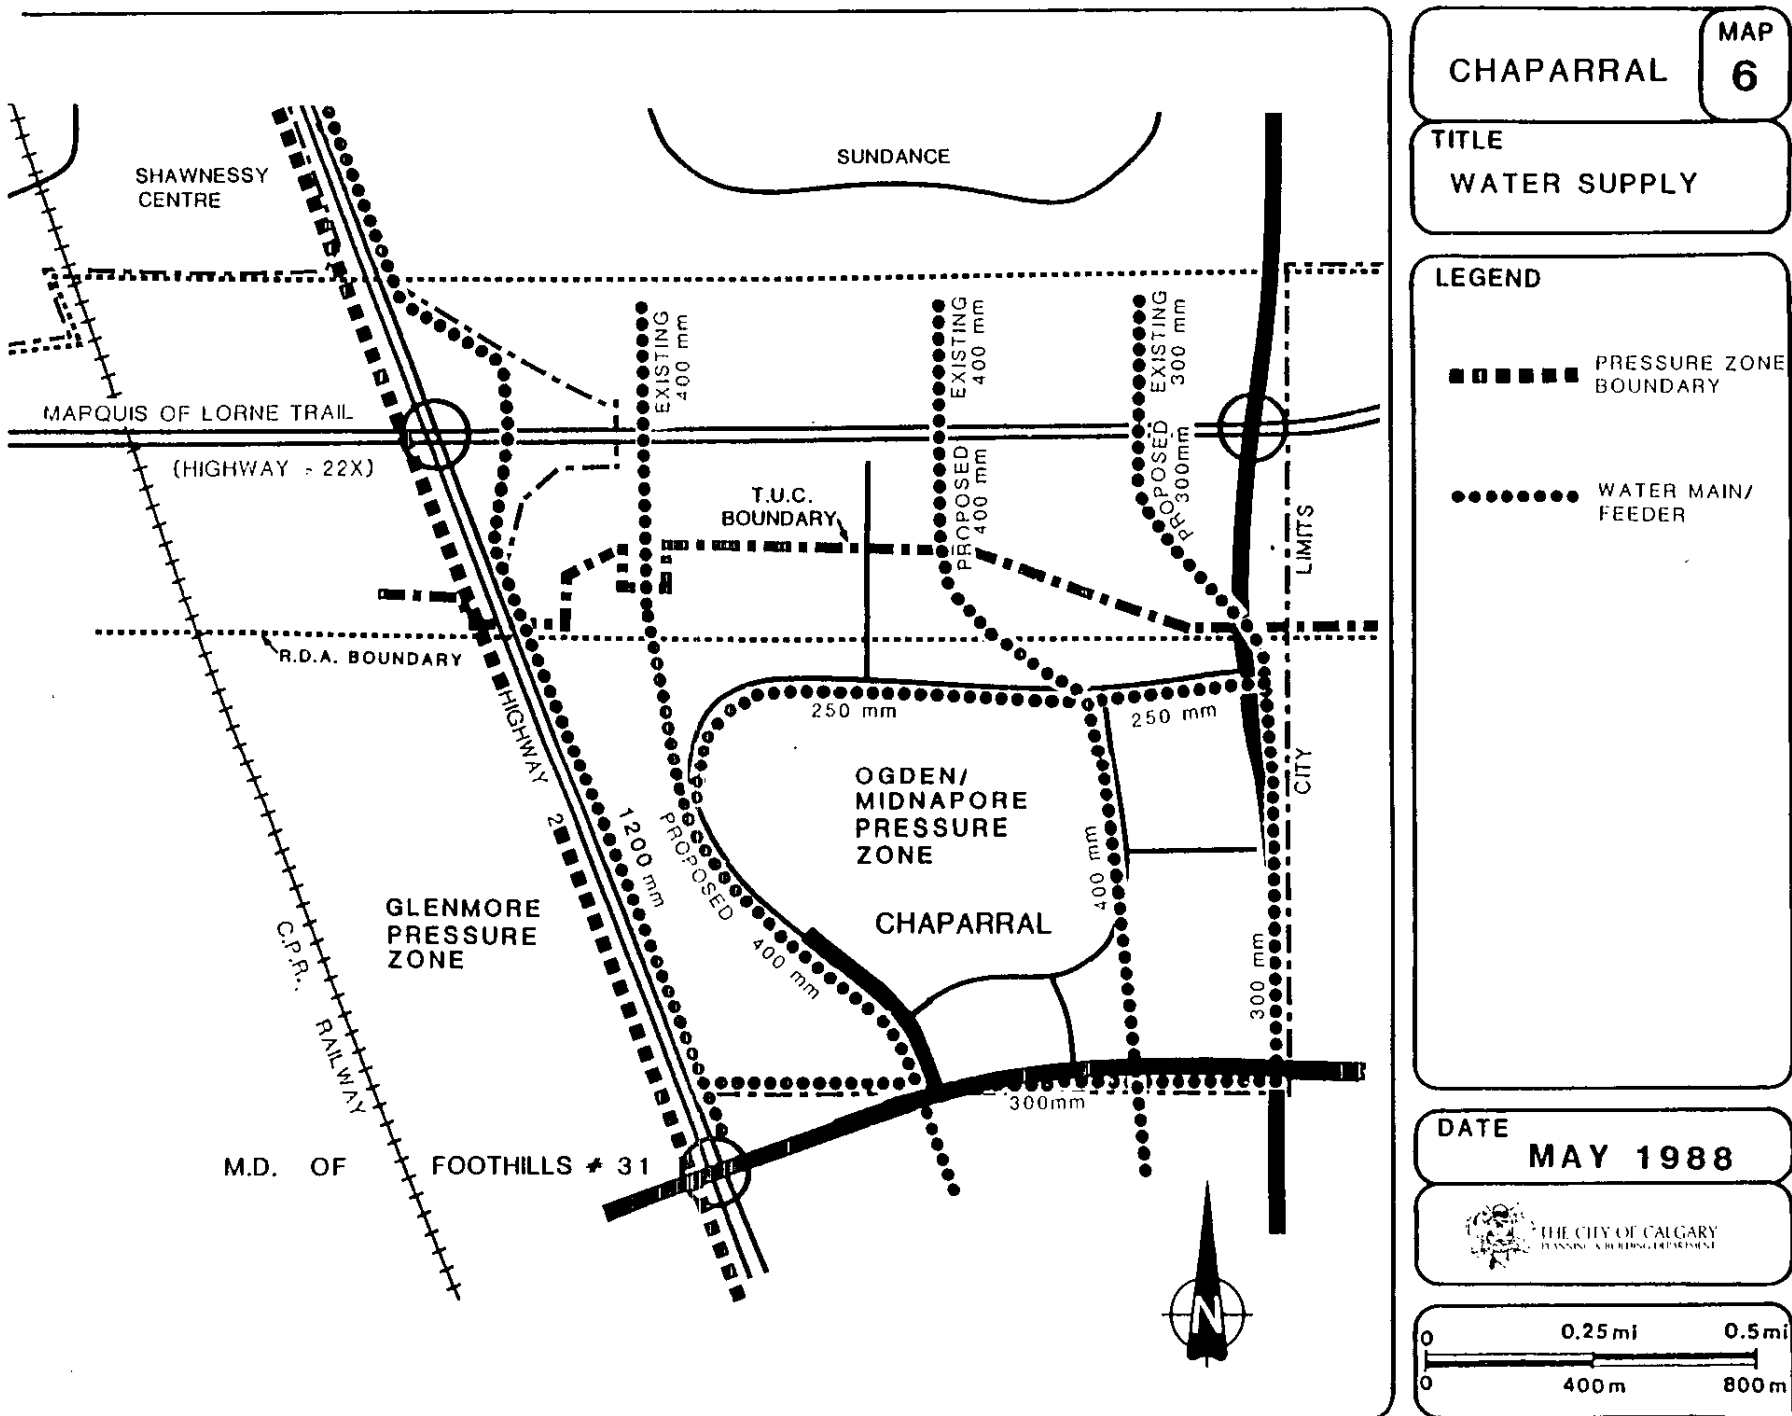 CHAPARRAL
MAP
6
TITLE
WATER SUPPLY
LEGEND
PRESSURE ZONE
BOUNDARY
WATER MAIN/
FEEDER
DATE
MAY 1988
THE CITY OF CALGARY
PLANNING & BUILDING DEPARTMENT
0 0.25mi 0.5mi
0 400m 800m
SHAWNESSY
CENTRE
SUNDANCE
EXISTING
400 mm
EXISTING
400 mm
EXISTING
300 mm
MARQUIS OF LORNE TRAIL
(HIGHWAY - 22X)
PROPOSED
400 mm
PROPOSED
300mm
T.U.C.
BOUNDARY
LIMITS
CITY
R.D.A. BOUNDARY
HIGHWAY 2
250 mm
250 mm
OGDEN/
MIDNAPORE
PRESSURE
ZONE
1200 mm
PROPOSED 400 mm
400 mm
GLENMORE
PRESSURE
ZONE
CHAPARRAL
C.P.R. RAILWAY
300 mm
300mm
M.D. OF FOOTHILLS # 31
N